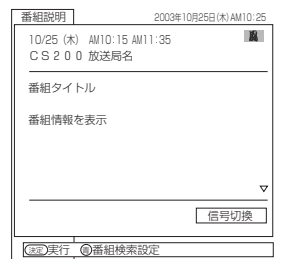 番組説明 2003年10月25日(木)AM10:25
10/25 (木) AM10:15 AM11:35
CS200 放送局名
番組タイトル
番組情報を表示
信号切換
決定実行 青番組検索設定